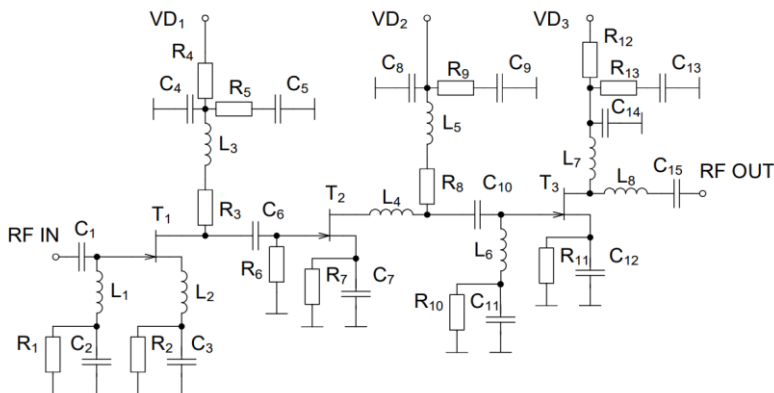 VD₁ VD₂ VD₃
R₄ R₁₂
C₄ R₅ C₅ C₈ R₉ C₉ R₁₃ C₁₃
C₁₄
L₃ L₅ L₇ L₈ C₁₅ RF OUT
R₃ R₈
T₁ C₆ T₂ L₄ C₁₀ T₃
RF IN C₁
R₆ R₇ C₇ L₆ R₁₁ C₁₂
L₁ L₂
R₁₀ C₁₁
R₁ C₂ R₂ C₃